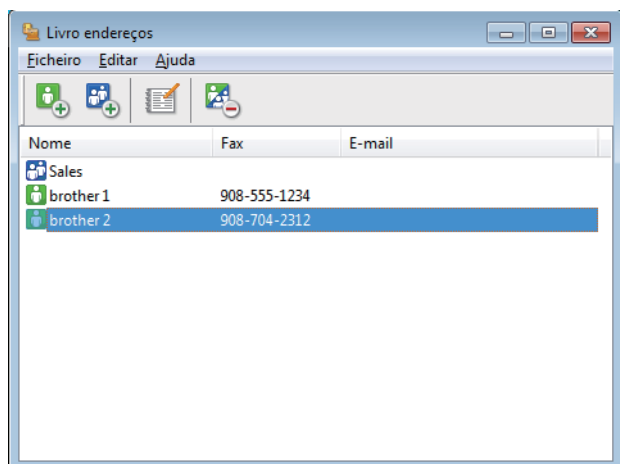 Livro endereços
Ficheiro Editar Ajuda
Nome Fax E-mail
Sales
brother 1 908-555-1234
brother 2 908-704-2312